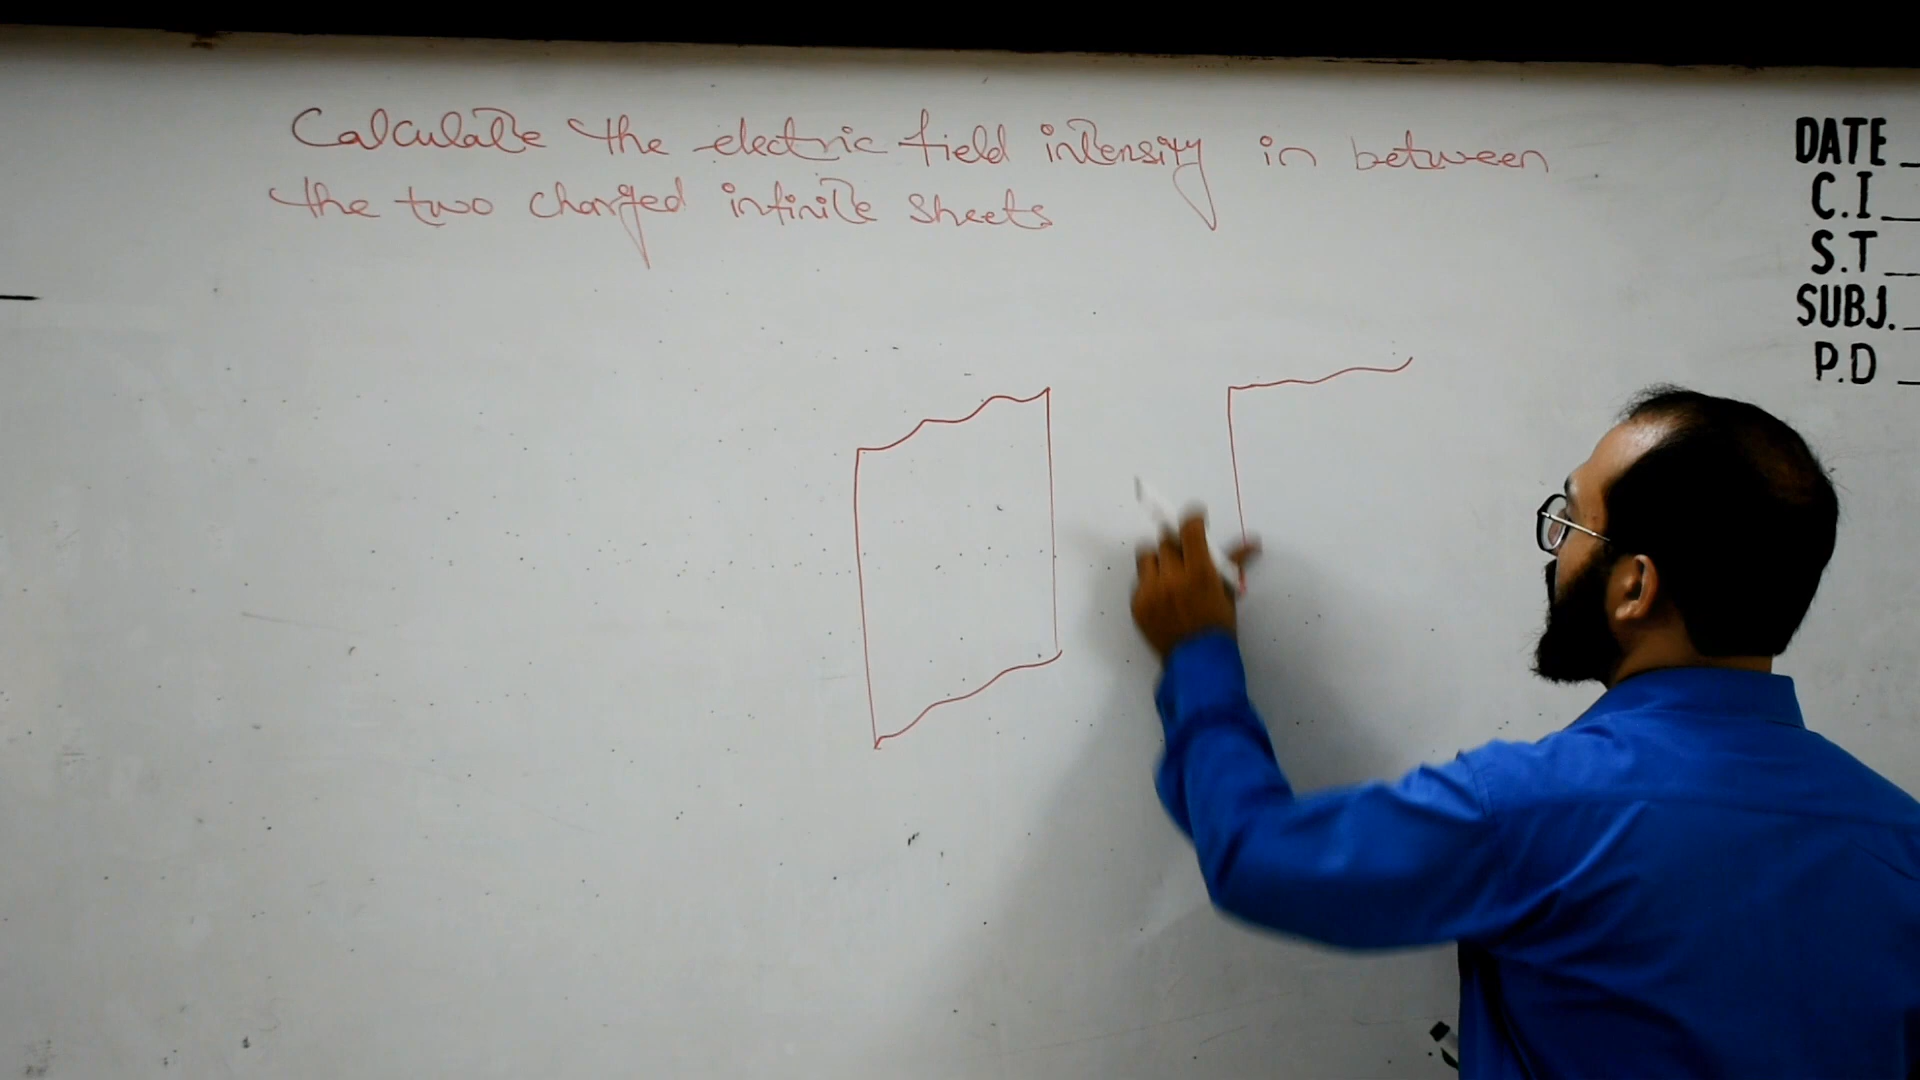 Calculate the electric field intensity in between
the two charged infinite sheets
DATE
C.I
S.T
SUBJ.
P.D